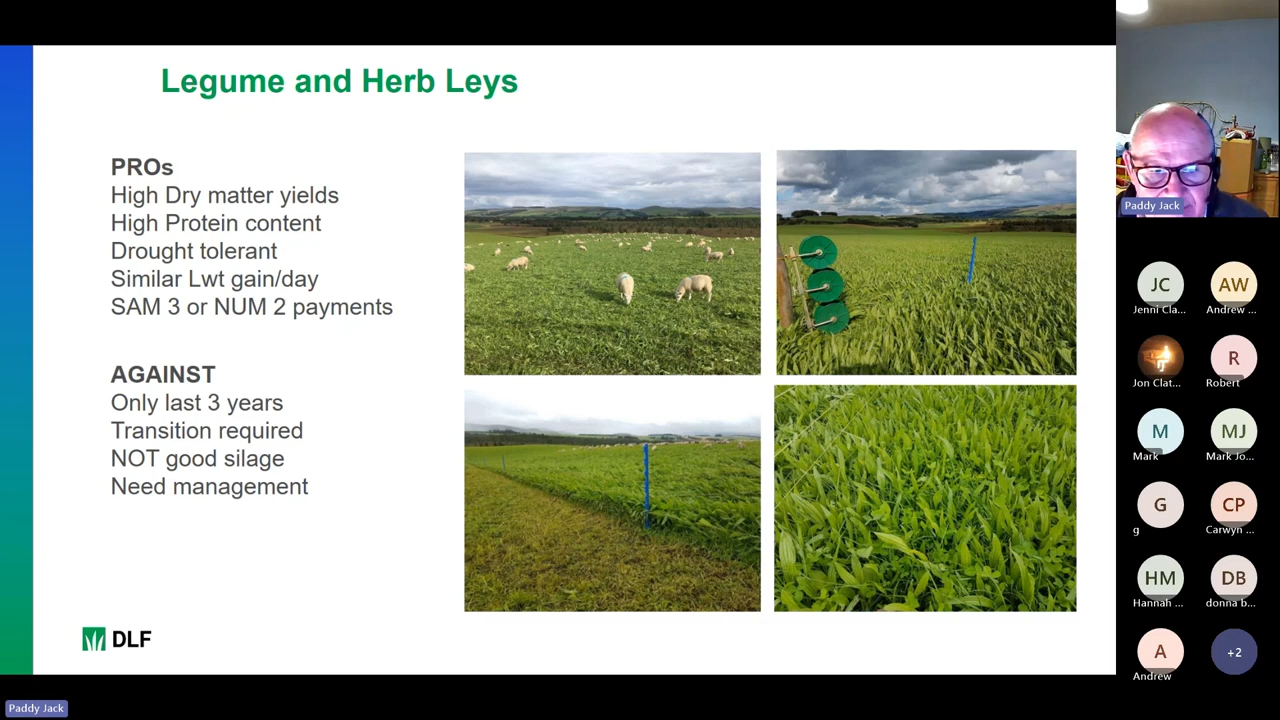 Legume and Herb Leys
PROs
High Dry matter yields
High Protein content
Drought tolerant
Similar Lwt gain/day
SAM 3 or NUM 2 payments
AGAINST
Only last 3 years
Transition required
NOT good silage
Need management
DLF
Paddy Jack
JC
Jenni Cla...
AW
Andrew ...
Jon Clat...
R
Robert
M
Mark
MJ
Mark Jo...
G
g
CP
Carwyn ...
HM
Hannah ...
DB
donna b...
A
Andrew
+2
Paddy Jack